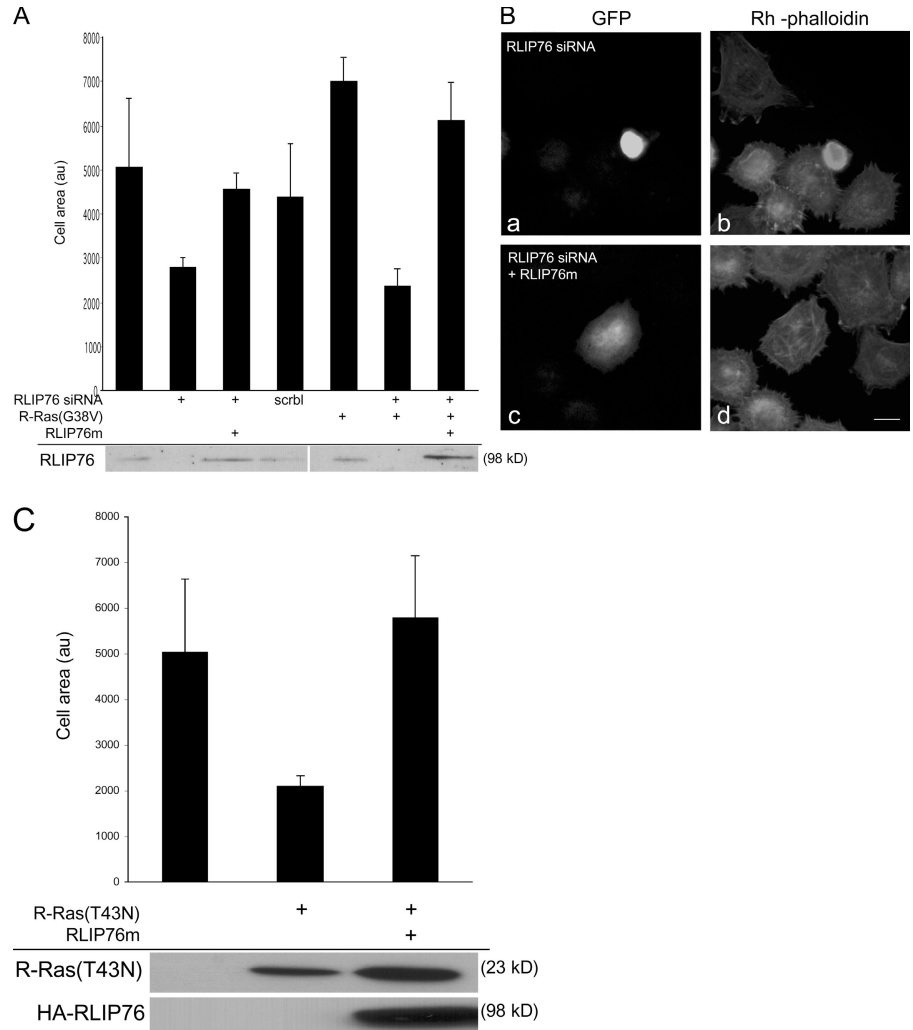 A
8000
7000
6000
5000
4000
3000
2000
1000
0
Cell area (au)
RLIP76 siRNA + + scrbl + +
R-Ras(G38V) + + +
RLIP76m + +
RLIP76 (98 kD)
B
GFP Rh -phalloidin
RLIP76 siRNA
a b
RLIP76 siRNA
+ RLIP76m
c d
C
8000
7000
6000
5000
4000
3000
2000
1000
0
Cell area (au)
R-Ras(T43N) + +
RLIP76m +
R-Ras(T43N) (23 kD)
HA-RLIP76 (98 kD)